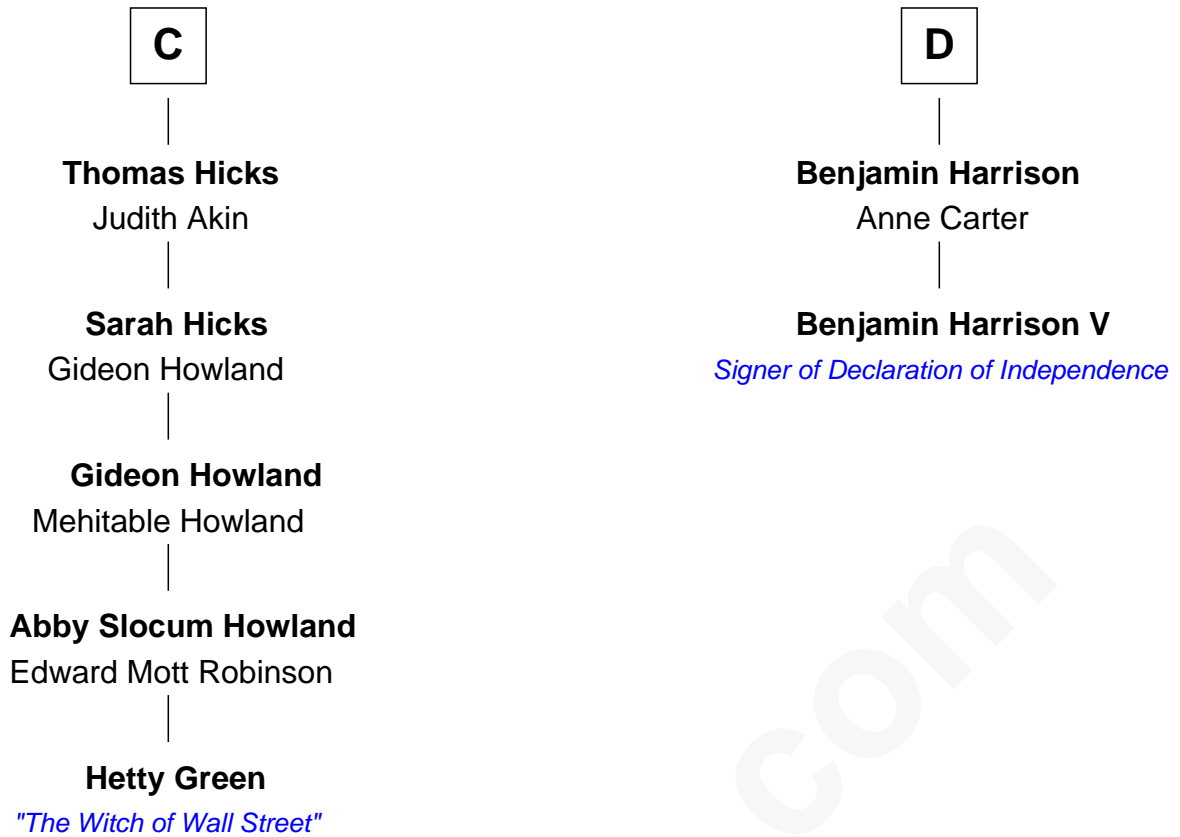 C
Thomas Hicks
Judith Akin
Sarah Hicks
Gideon Howland
Gideon Howland
Mehitable Howland
Abby Slocum Howland
Edward Mott Robinson
Hetty Green
"The Witch of Wall Street"
D
Benjamin Harrison
Anne Carter
Benjamin Harrison V
Signer of Declaration of Independence
com